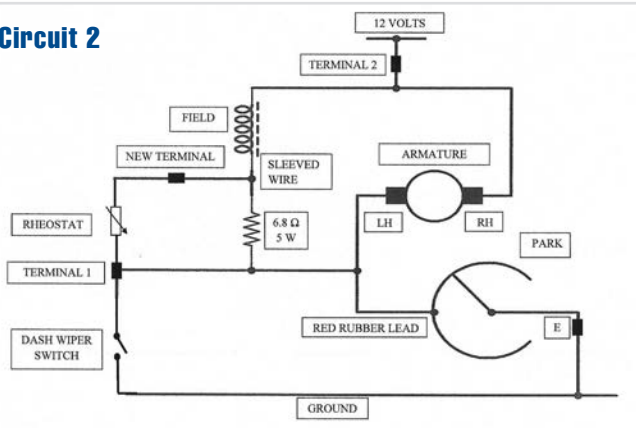 Circuit 2
12 VOLTS
TERMINAL 2
FIELD
NEW TERMINAL
SLEEVED
WIRE
ARMATURE
RHEOSTAT
6.8 Ω
5 W
LH
RH
PARK
TERMINAL 1
RED RUBBER LEAD
E
DASH WIPER
SWITCH
GROUND